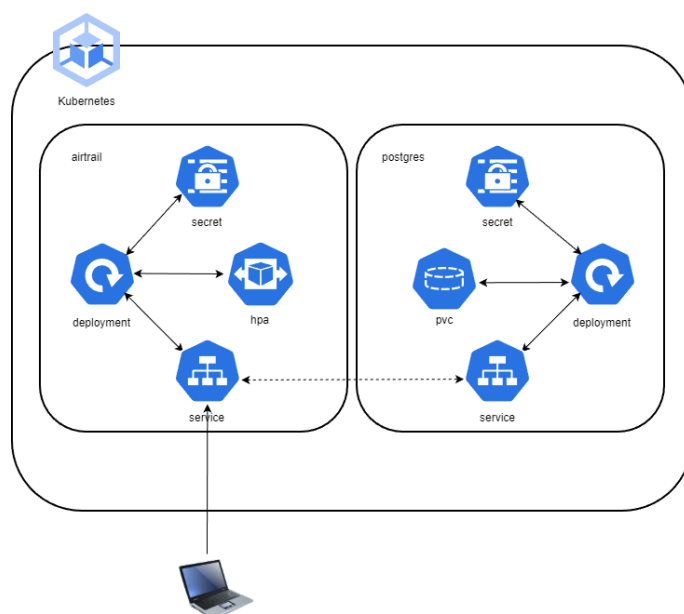 Kubernetes
airtrail
postgres
secret
secret
deployment
hpa
pvc
deployment
service
service